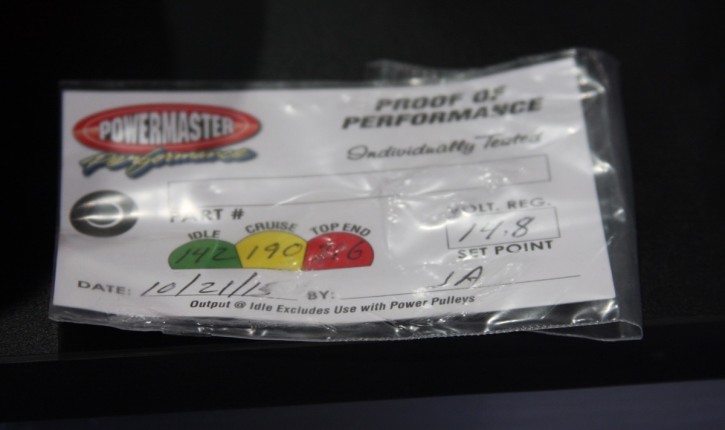 POWERMASTER
Performance
PROOF OF
PERFORMANCE
Individually Tested
PART #
VOLT. REG.
14.8
SET POINT
IDLE CRUISE TOP END
142 190
DATE: 10/21/15 BY: JA
Output @ Idle Excludes Use with Power Pulleys